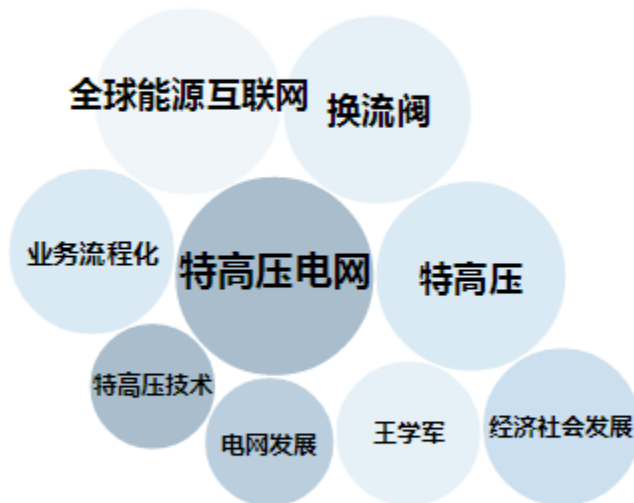 全球能源互联网
换流阀
业务流程化
特高压电网
特高压
特高压技术
电网发展
王学军
经济社会发展